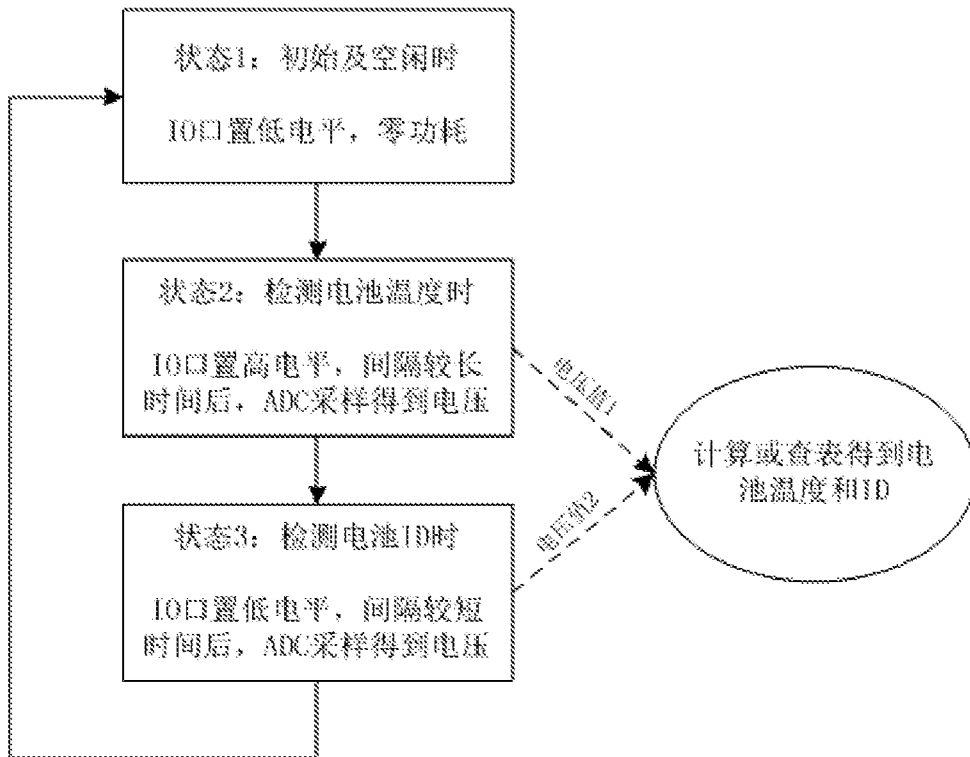 状态1：初始及空闲时
IO口置低电平，零功耗
状态2：检测电池温度时
IO口置高电平，间隔较长
时间后，ADC采样得到电压
电压值1
状态3：检测电池ID时
IO口置低电平，间隔较短
时间后，ADC采样得到电压
电压值2
计算或查表得到电
池温度和ID